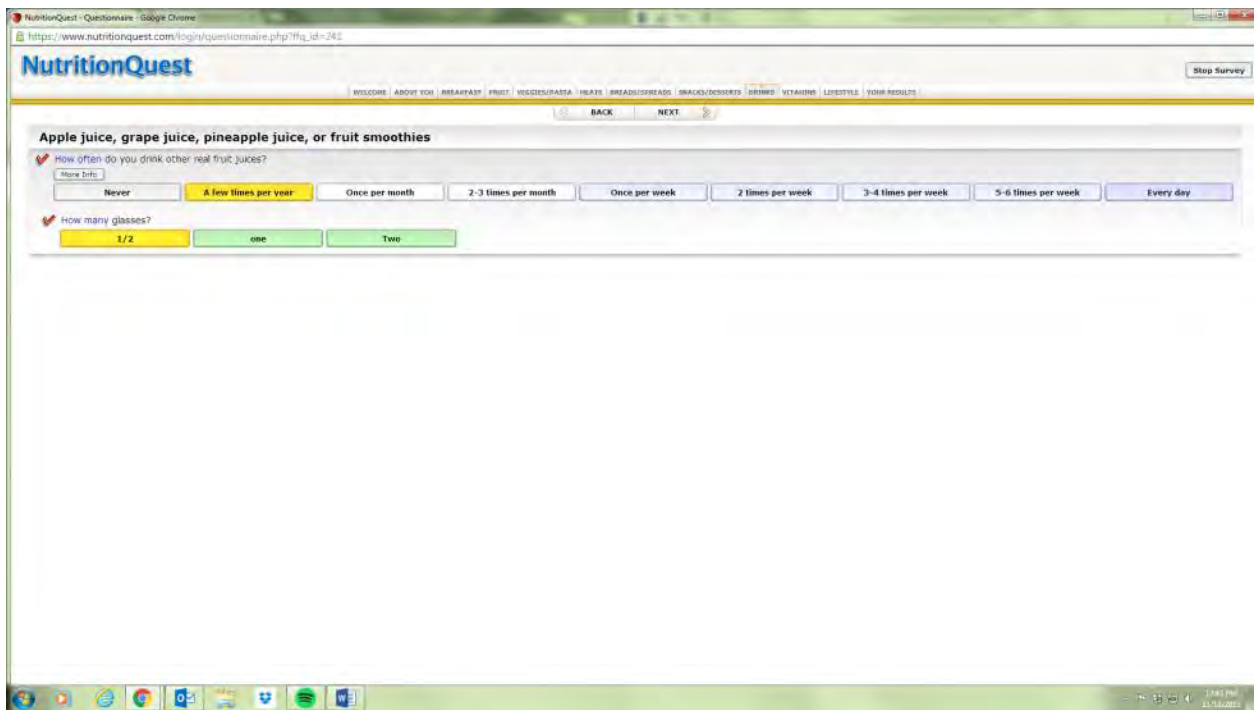 NutritionQuest - Questionnaire - Google Chrome
https://www.nutritionquest.com/login/questionnaire.php?ffq_id=241
NutritionQuest
Stop Survey
WELCOME ABOUT YOU BREAKFAST FRUIT VEGGIES/PASTA MEATS BREADS/SPREADS SNACKS/DESSERTS DRINKS VITAMINS LIFESTYLE YOUR RESULTS
BACK NEXT
Apple juice, grape juice, pineapple juice, or fruit smoothies
How often do you drink other real fruit juices?
More Info
Never A few times per year Once per month 2-3 times per month Once per week 2 times per week 3-4 times per week 5-6 times per week Every day
How many glasses?
1/2 one Two